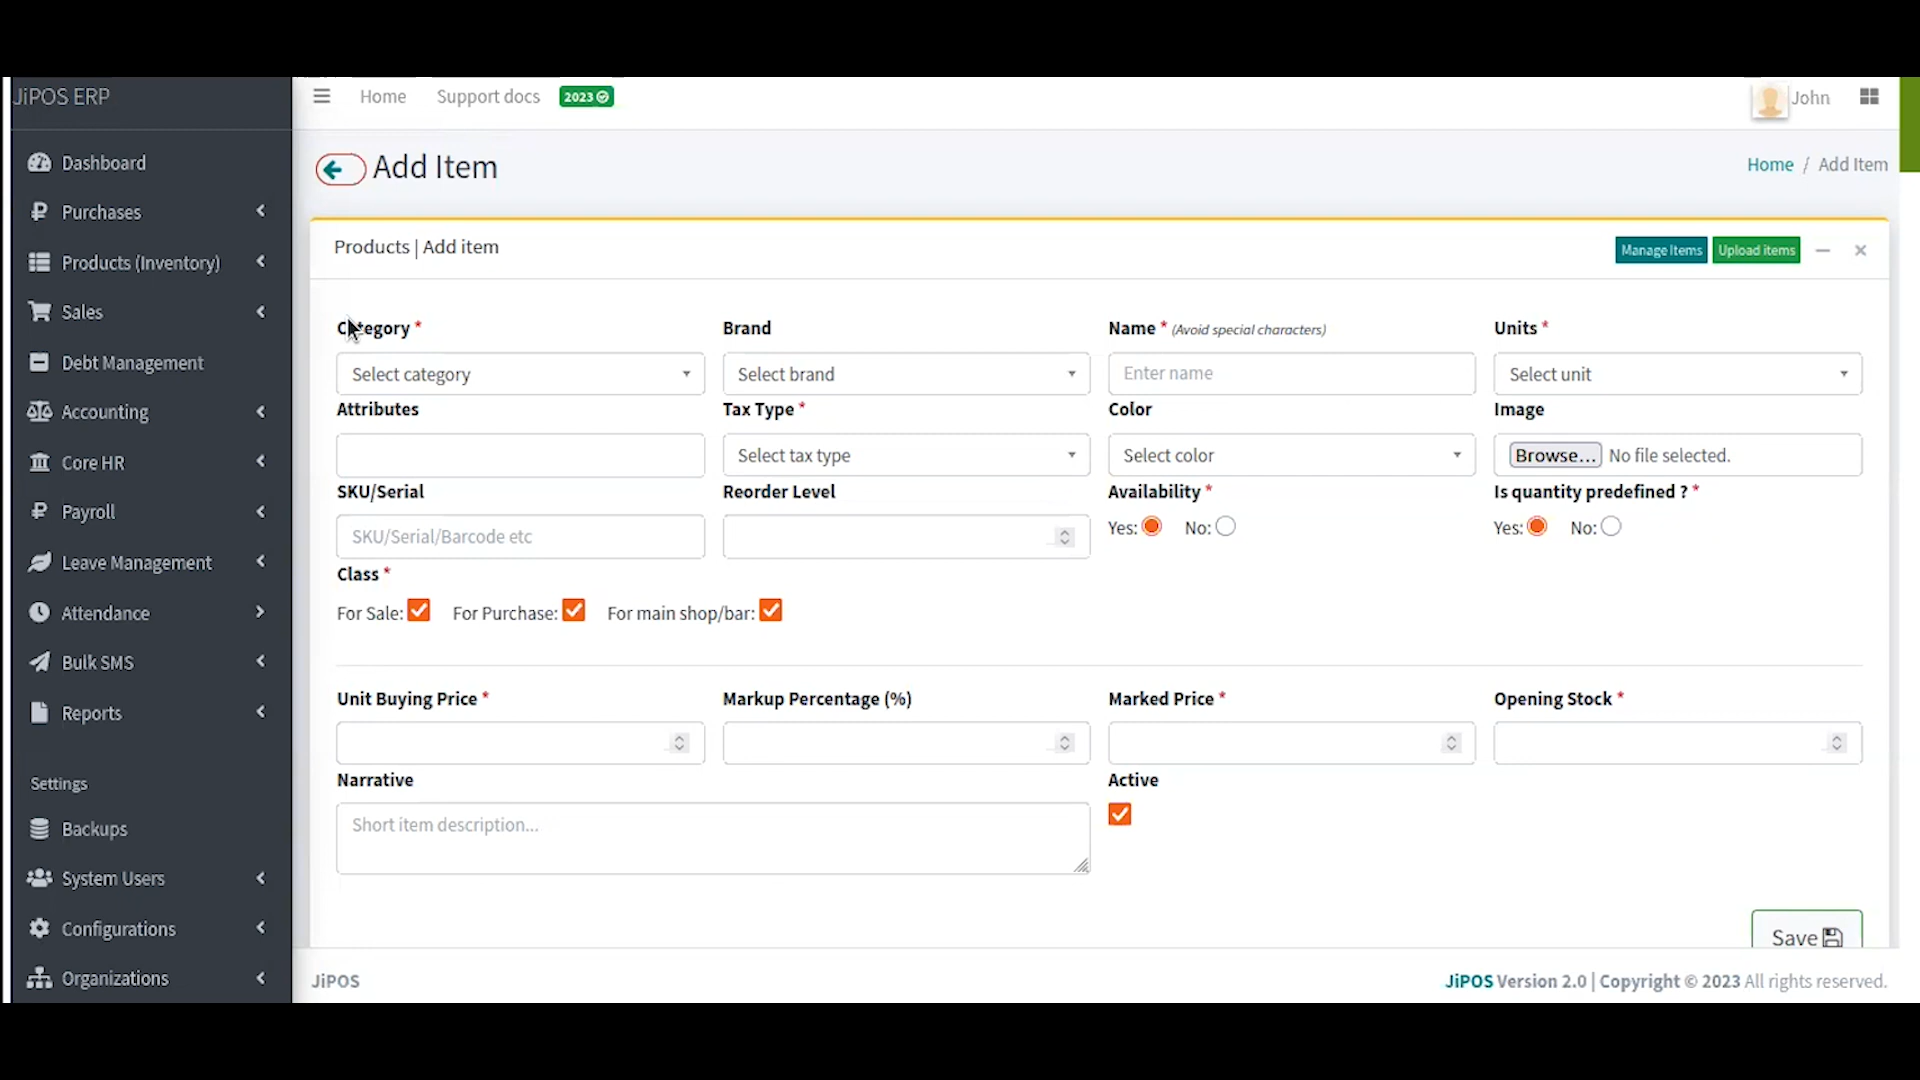 JiPOS ERP
Home Support docs 2023
John
Dashboard
Purchases
Products (Inventory)
Sales
Debt Management
Accounting
Core HR
Payroll
Leave Management
Attendance
Bulk SMS
Reports
Settings
Backups
System Users
Configurations
Organizations
Add Item
Home / Add Item
Products | Add item
Manage Items Upload items
Category * Brand Name * (Avoid special characters) Units *
Select category Select brand Enter name Select unit
Attributes Tax Type * Color Image
Select tax type Select color Browse... No file selected.
SKU/Serial Reorder Level Availability * Is quantity predefined ? *
SKU/Serial/Barcode etc Yes: No: Yes: No:
Class *
For Sale: For Purchase: For main shop/bar:
Unit Buying Price * Markup Percentage (%) Marked Price * Opening Stock *
Narrative Active
Short item description...
Save
JiPOS
JiPOS Version 2.0 | Copyright © 2023 All rights reserved.